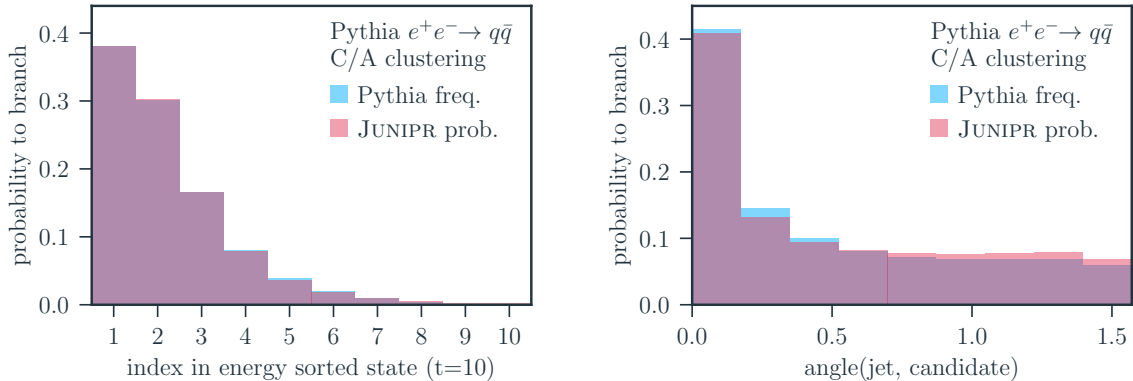 Pythia e⁺e⁻→ qq̄
C/A clustering
Pythia freq.
JUNIPR prob.
probability to branch
0.4
0.3
0.2
0.1
0.0
1 2 3 4 5 6 7 8 9 10
index in energy sorted state (t=10)
Pythia e⁺e⁻→ qq̄
C/A clustering
Pythia freq.
JUNIPR prob.
probability to branch
0.4
0.3
0.2
0.1
0.0
0.0 0.5 1.0 1.5
angle(jet, candidate)